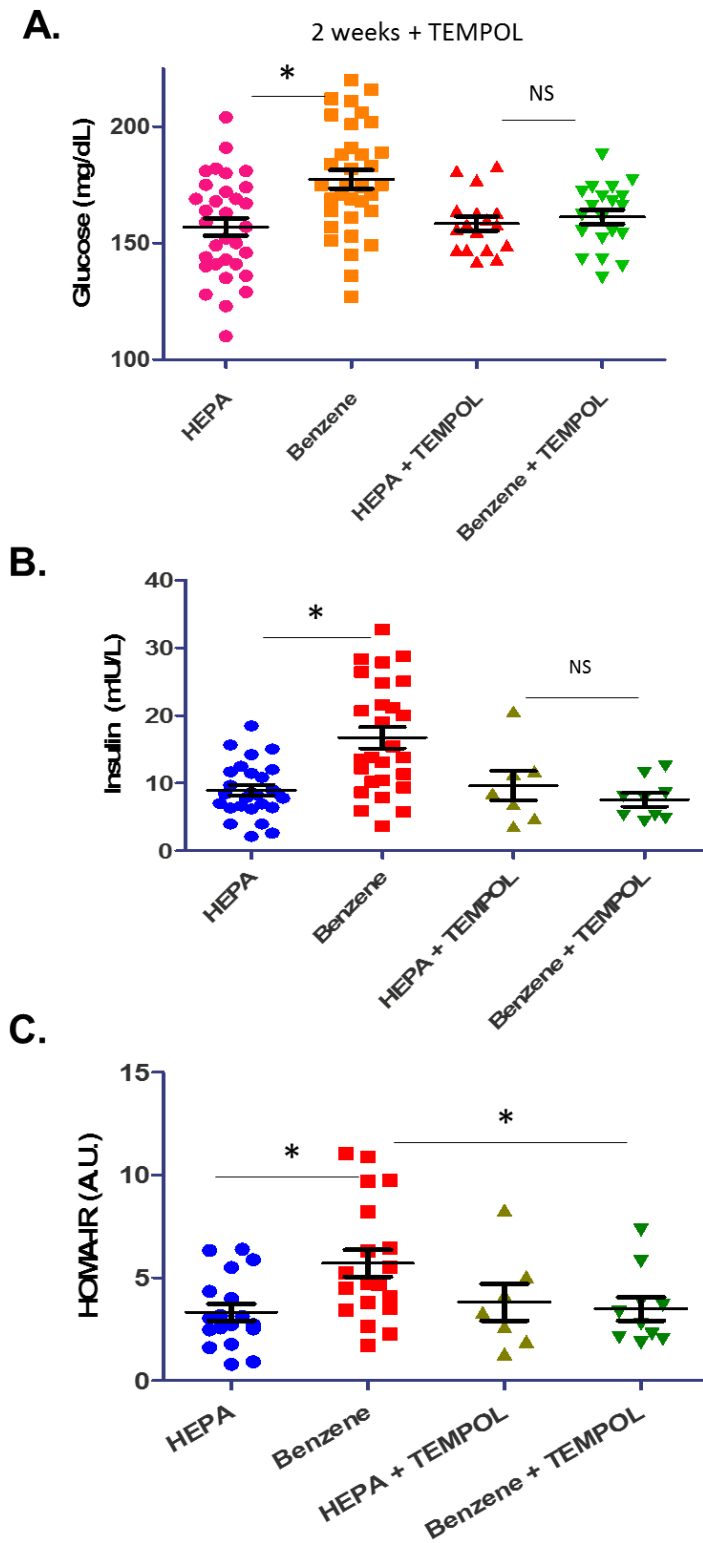 A.
2 weeks + TEMPOL
*
NS
Glucose (mg/dL)
200
150
100
HEPA
Benzene
HEPA + TEMPOL
Benzene + TEMPOL
B.
*
NS
Insulin (mIU/L)
40
30
20
10
0
HEPA
Benzene
HEPA + TEMPOL
Benzene + TEMPOL
C.
*
*
HOMA-IR (A.U.)
15
10
5
0
HEPA
Benzene
HEPA + TEMPOL
Benzene + TEMPOL